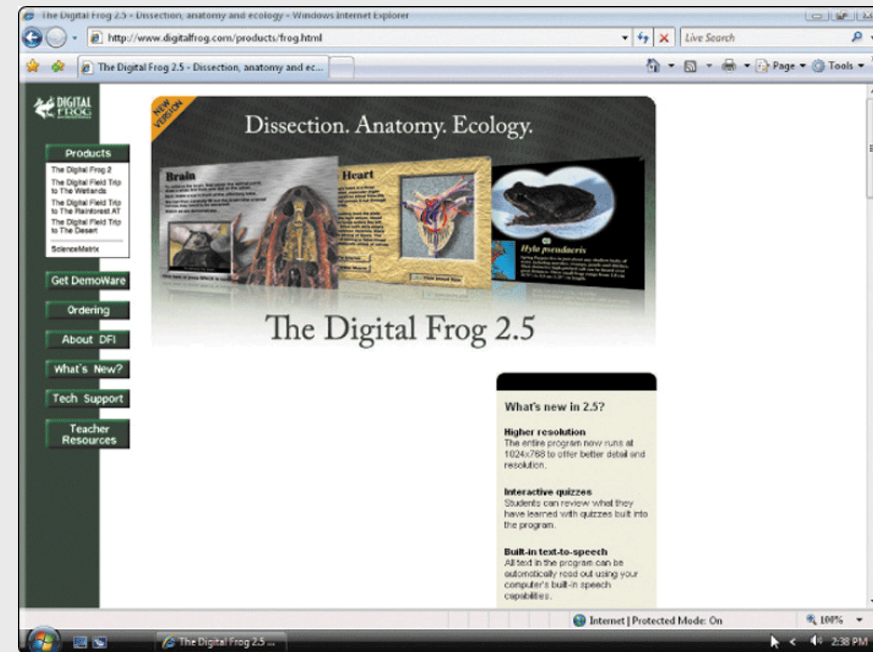 The Digital Frog 2.5 - Dissection, anatomy and ecology - Windows Internet Explorer
http://www.digitalfrog.com/products/frog.html
Live Search
The Digital Frog 2.5 - Dissection, anatomy and ec...
Page
Tools
DIGITAL
FROG
Products
The Digital Frog 2
The Digital Field Trip
to The Wetlands
The Digital Field Trip
to The Rainforest AT
The Digital Field Trip
to The Desert
ScienceMatrix
Get DemoWare
Ordering
About DFI
What's New?
Tech Support
Teacher
Resources
NEW
VERSION
Dissection. Anatomy. Ecology.
Brain
Heart
Hyla pseudacris
The Digital Frog 2.5
What's new in 2.5?
Higher resolution
The entire program now runs at
1024x768 to offer better detail and
resolution.
Interactive quizzes
Students can review what they
have learned with quizzes built into
the program.
Built-in text-to-speech
All text in the program can be
automatically read out using your
computer's built-in speech
capabilities.
Internet | Protected Mode: On
100%
The Digital Frog 2.5 ...
2:38 PM